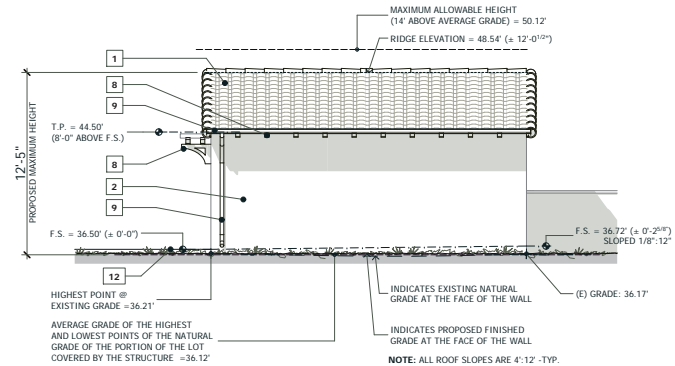 MAXIMUM ALLOWABLE HEIGHT
(14' ABOVE AVERAGE GRADE) = 50.12'
RIDGE ELEVATION = 48.54' (± 12'-0 1/2")
1
8
9
T.P. = 44.50'
(8'-0" ABOVE F.S.)
12'-5"
PROPOSED MAXIMUM HEIGHT
8
2
9
F.S. = 36.50' (± 0'-0")
F.S. = 36.72' (± 0'-2 5/8")
SLOPED 1/8":12"
12
HIGHEST POINT @
EXISTING GRADE =36.21'
INDICATES EXISTING NATURAL
GRADE AT THE FACE OF THE WALL
(E) GRADE: 36.17'
AVERAGE GRADE OF THE HIGHEST
AND LOWEST POINTS OF THE NATURAL
GRADE OF THE PORTION OF THE LOT
COVERED BY THE STRUCTURE =36.12'
INDICATES PROPOSED FINISHED
GRADE AT THE FACE OF THE WALL
NOTE: ALL ROOF SLOPES ARE 4':12' -TYP.